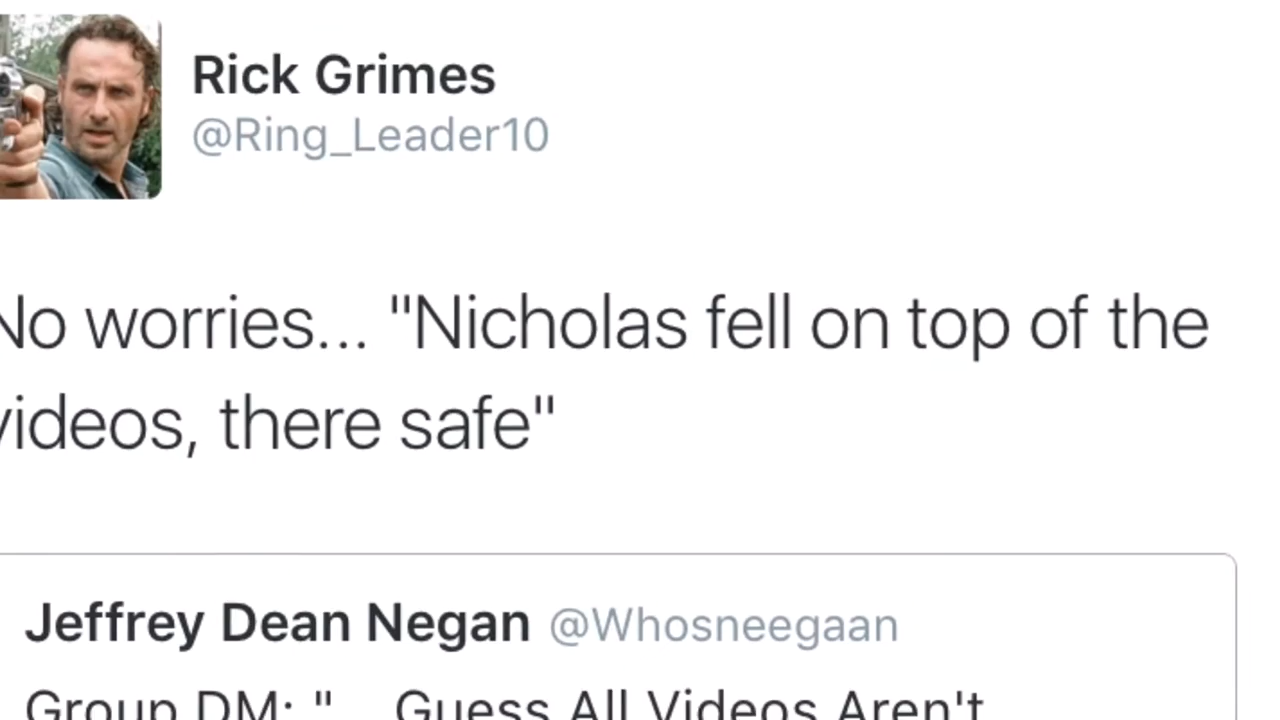 Rick Grimes
@Ring_Leader10
No worries... "Nicholas fell on top of the
videos, there safe"
Jeffrey Dean Negan @Whosneegaan
Group DM: " Guess All Videos Aren't